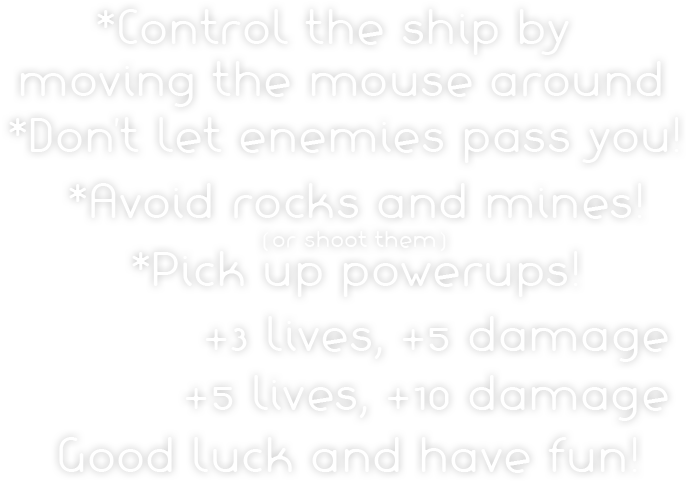 *Control the ship by
moving the mouse around
*Don't let enemies pass you!
*Avoid rocks and mines!
(or shoot them)
*Pick up powerups!
+3 lives, +5 damage
+5 lives, +10 damage
Good luck and have fun!